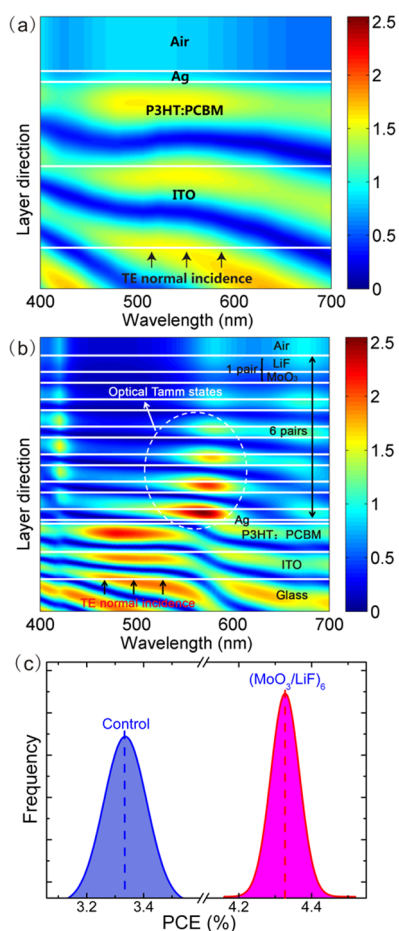 (a)
Air
Ag
P3HT:PCBM
ITO
TE normal incidence
Layer direction
400 500 600 700
Wavelength (nm)
2.5
2
1.5
1
0.5
0
(b)
Air
1 pair
LiF
MoO₃
Optical Tamm states
6 pairs
Ag
P3HT: PCBM
ITO
TE normal incidence
Glass
Layer direction
400 500 600 700
Wavelength (nm)
2.5
2
1.5
1
0.5
0
(c)
(MoO₃/LiF)₆
Control
Frequency
3.2 3.4 4.2 4.4
PCE (%)